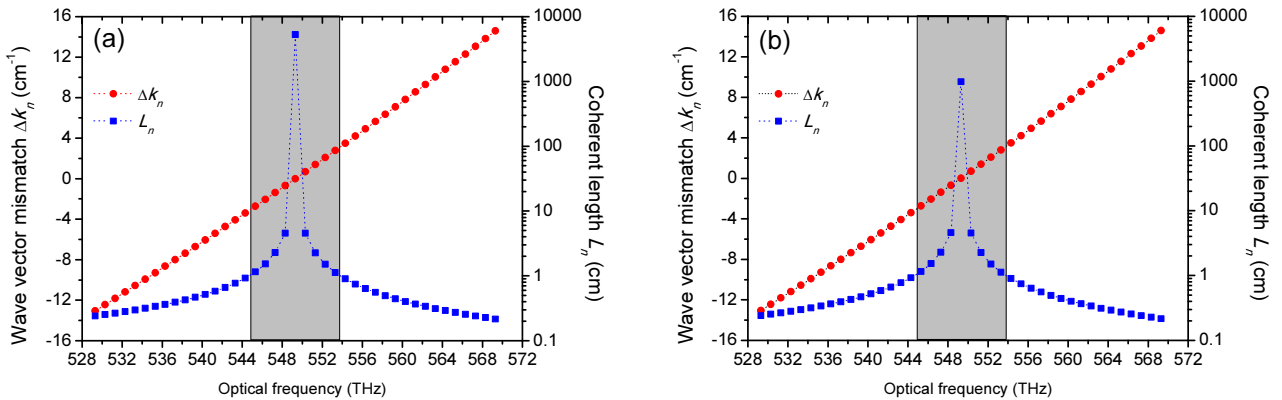 (a)
Wave vector mismatch Δkₙ (cm⁻¹)
16
12
8
4
0
-4
-8
-12
-16
Δkₙ
Lₙ
10000
1000
100
10
1
0.1
Coherent length Lₙ (cm)
528 532 536 540 544 548 552 556 560 564 568 572
Optical frequency (THz)
(b)
Wave vector mismatch Δkₙ (cm⁻¹)
16
12
8
4
0
-4
-8
-12
-16
Δkₙ
Lₙ
10000
1000
100
10
1
0.1
Coherent length Lₙ (cm)
528 532 536 540 544 548 552 556 560 564 568 572
Optical frequency (THz)